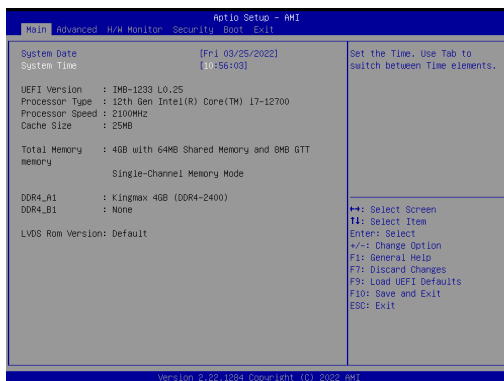 Aptio Setup - AMI
Main Advanced H/W Monitor Security Boot Exit
System Date [Fri 03/25/2022]
System Time [10:56:03]
UEFI Version : IMB-1233 L0.25
Processor Type : 12th Gen Intel(R) Core(TM) i7-12700
Processor Speed : 2100MHz
Cache Size : 25MB
Total Memory : 4GB with 64MB Shared Memory and 8MB GTT
memory
Single-Channel Memory Mode
DDR4_A1 : Kingmax 4GB (DDR4-2400)
DDR4_B1 : None
LVDS Rom Version: Default
Set the Time. Use Tab to
switch between Time elements.
↔: Select Screen
↑↓: Select Item
Enter: Select
+/-: Change Option
F1: General Help
F7: Discard Changes
F9: Load UEFI Defaults
F10: Save and Exit
ESC: Exit
Version 2.22.1284 Copyright (C) 2022 AMI